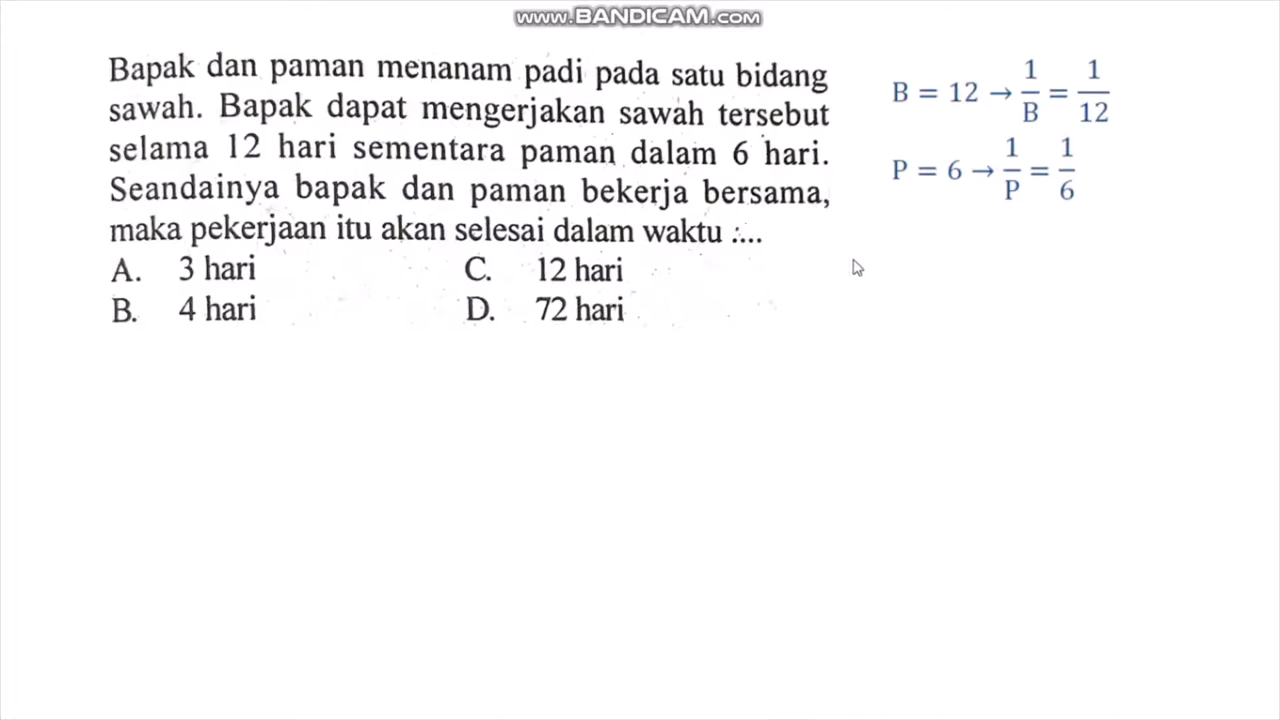 www.BANDICAM.com
Bapak dan paman menanam padi pada satu bidang
sawah. Bapak dapat mengerjakan sawah tersebut
selama 12 hari sementara paman dalam 6 hari.
Seandainya bapak dan paman bekerja bersama,
maka pekerjaan itu akan selesai dalam waktu ....
A. 3 hari
B. 4 hari
C. 12 hari
D. 72 hari
B = 12 → 1/B = 1/12
P = 6 → 1/P = 1/6